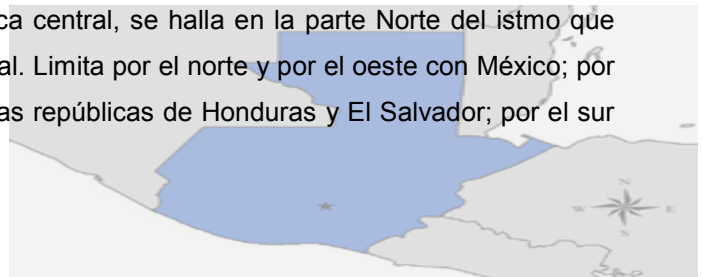 ca central, se halla en la parte Norte del istmo que
al. Limita por el norte y por el oeste con México; por
as repúblicas de Honduras y El Salvador; por el sur
N
W E
S